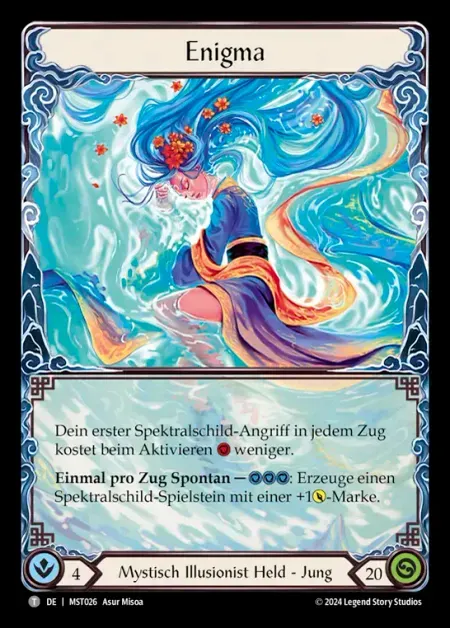 Enigma
Dein erster Spektralschild-Angriff in jedem Zug
kostet beim Aktivieren weniger.
Einmal pro Zug Spontan — : Erzeuge einen
Spektralschild-Spielstein mit einer +1 -Marke.
4 Mystisch Illusionist Held - Jung 20
T DE | MST026 Asur Misoa © 2024 Legend Story Studios